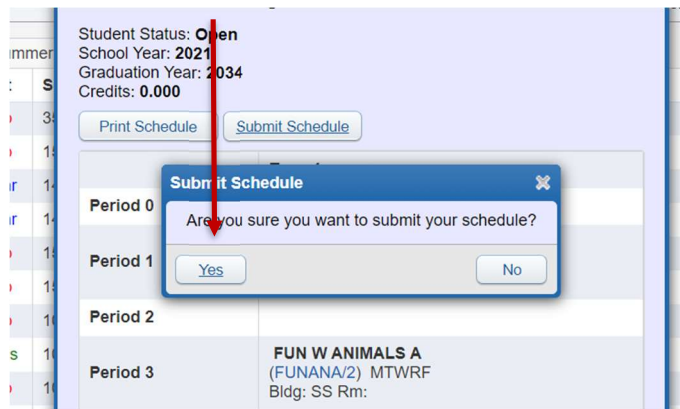 Student Status: Open
School Year: 2021
Graduation Year: 2034
Credits: 0.000
Print Schedule Submit Schedule
Submit Schedule
Are you sure you want to submit your schedule?
Yes No
Period 0
Period 1
Period 2
Period 3
FUN W ANIMALS A
(FUNANA/2) MTWRF
Bldg: SS Rm: